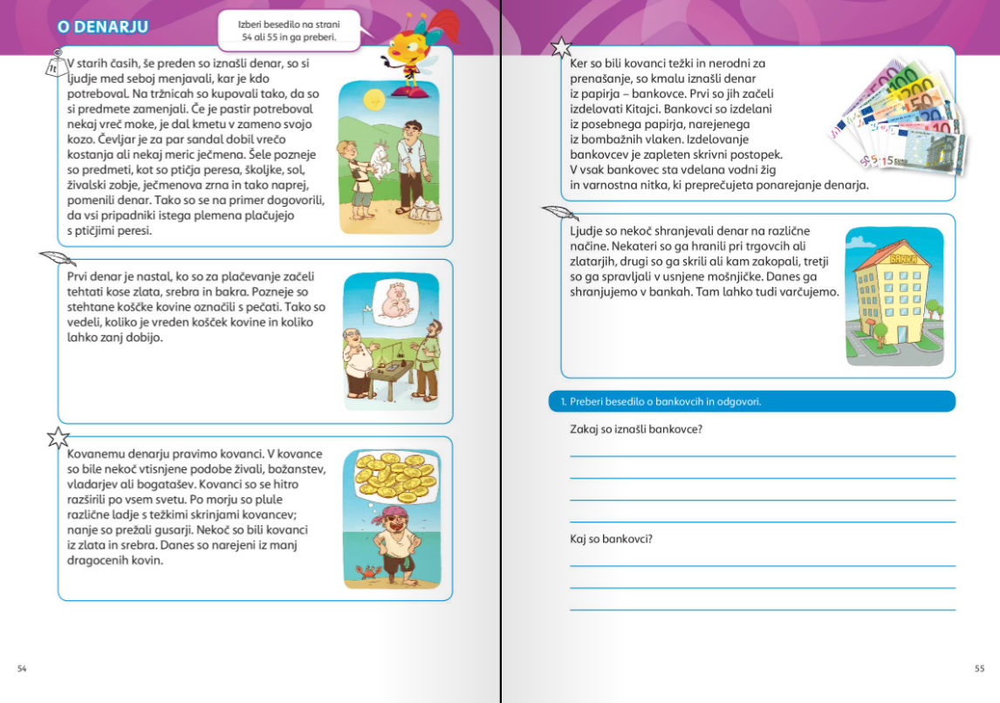 O DENARJU
Izberi besedilo na strani
54 ali 55 in ga preberi.
V starih časih, še preden so iznašli denar, so si
ljudje med seboj menjavali, kar je kdo
potreboval. Na tržnicah so kupovali tako, da so
si predmete zamenjali. Če je pastir potreboval
nekaj vreč moke, je dal kmetu v zameno svojo
kozo. Čevljar je za par sandal dobil vrečo
kostanja ali nekaj meric ječmena. Šele pozneje
so predmeti, kot so ptičja peresa, školjke, sol,
živalski zobje, ječmenova zrna in tako naprej,
pomenili denar. Tako so se na primer dogovorili,
da vsi pripadniki istega plemena plačujejo
s ptičjimi peresi.
Prvi denar je nastal, ko so za plačevanje začeli
tehtati kose zlata, srebra in bakra. Pozneje so
stehtane koščke kovine označili s pečati. Tako so
vedeli, koliko je vreden košček kovine in koliko
lahko zanj dobijo.
Kovanemu denarju pravimo kovanci. V kovance
so bile nekoč vtisnjene podobe živali, božanstev,
vladarjev ali bogatašev. Kovanci so se hitro
razširili po vsem svetu. Po morju so plule
različne ladje s težkimi skrinjami kovancev;
nanje so prežali gusarji. Nekoč so bili kovanci
iz zlata in srebra. Danes so narejeni iz manj
dragocenih kovin.
54
Ker so bili kovanci težki in nerodni za
prenašanje, so kmalu iznašli denar
iz papirja – bankovce. Prvi so jih začeli
izdelovati Kitajci. Bankovci so izdelani
iz posebnega papirja, narejenega
iz bombažnih vlaken. Izdelovanje
bankovcev je zapleten skrivni postopek.
V vsak bankovec sta vdelana vodni žig
in varnostna nitka, ki preprečujeta ponarejanje denarja.
500
100
200
50
20
10
5 EURO
Ljudje so nekoč shranjevali denar na različne
načine. Nekateri so ga hranili pri trgovcih ali
zlatarjih, drugi so ga skrili ali kam zakopali, tretji
so ga spravljali v usnjene mošnjičke. Danes ga
shranjujemo v bankah. Tam lahko tudi varčujemo.
BANKA
1. Preberi besedilo o bankovcih in odgovori.
Zakaj so iznašli bankovce?
Kaj so bankovci?
55